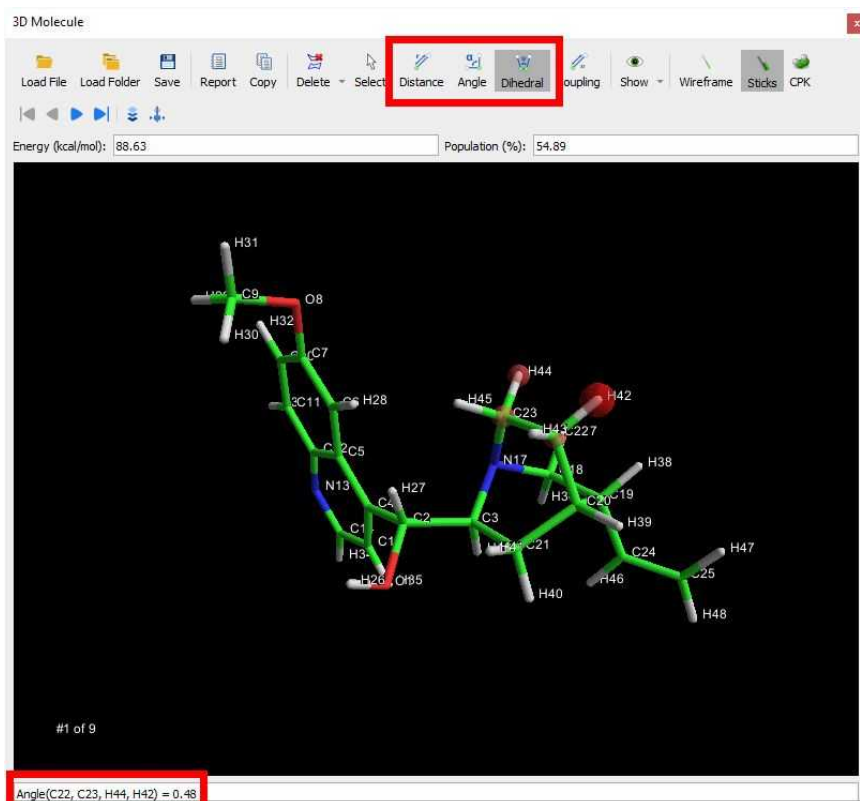 3D Molecule
x
Load File Load Folder Save Report Copy Delete Select Distance Angle Dihedral oupling Show Wireframe Sticks CPK
Energy (kcal/mol): 88.63 Population (%): 54.89
H31
C9
O8
H32
H30
C7
H44
H42
H45
C11
H28
C23
H43
C227
C5
N17
H38
N13
H27
C19
C20
C2
C3
H39
C21
C24
H47
H26
C25
H46
H40
H48
#1 of 9
Angle(C22, C23, H44, H42) = 0.48